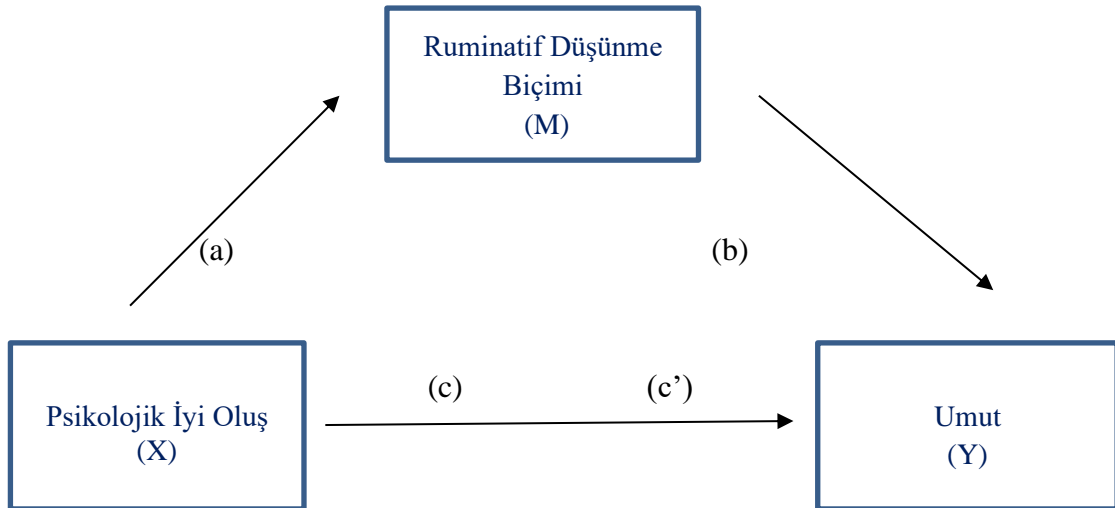 Ruminatif Düşünme
Biçimi
(M)
(a)
(b)
Psikolojik İyi Oluş
(X)
(c)
(c’)
Umut
(Y)